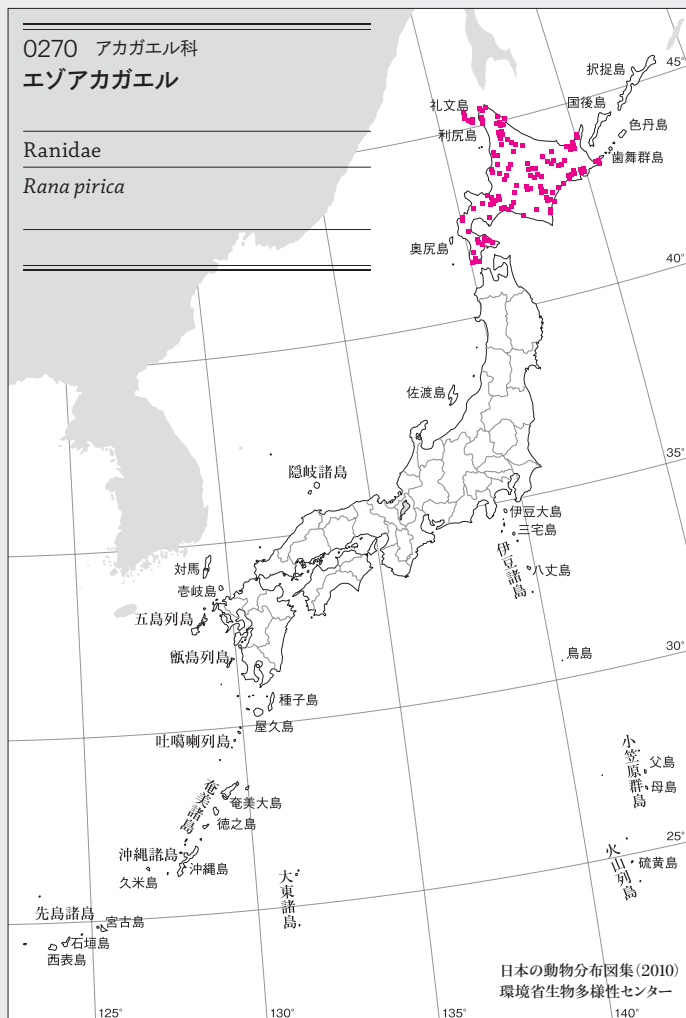 0270 アカガエル科
エゾアカガエル
Ranidae
Rana pirica
45°
択捉島
礼文島
国後島
色丹島
利尻島
歯舞群島
奥尻島
40°
佐渡島
35°
隠岐諸島
伊豆大島
三宅島
伊豆諸島
八丈島
対馬
壱岐島
五島列島
甑島列島
鳥島
30°
種子島
屋久島
吐噶喇列島
小笠原群島
父島
母島
奄美諸島
奄美大島
徳之島
25°
沖縄諸島
沖縄島
久米島
火山列島
硫黄島
大東諸島
先島諸島
宮古島
石垣島
西表島
日本の動物分布図集(2010)
環境省生物多様性センター
125°
130°
135°
140°